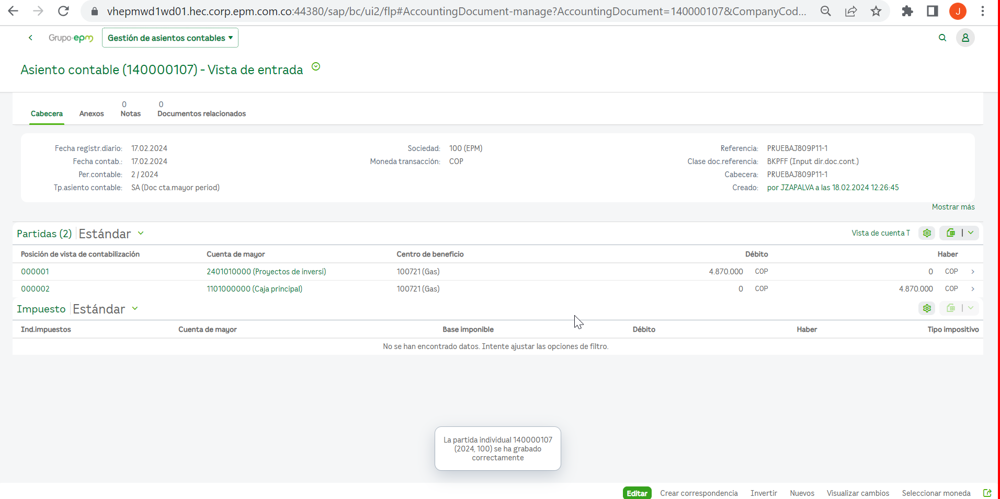 vhepmwd1wd01.hec.corp.epm.com.co:44380/sap/bc/ui2/flp#AccountingDocument-manage?AccountingDocument=140000107&CompanyCod...
J
Grupo·epm
Gestión de asientos contables
Asiento contable (140000107) - Vista de entrada
0 0
Cabecera Anexos Notas Documentos relacionados
Fecha registr.diario: 17.02.2024 Sociedad: 100 (EPM) Referencia: PRUEBAJ809P11-1
Fecha contab.: 17.02.2024 Moneda transacción: COP Clase doc.referencia: BKPFF (Input dir.doc.cont.)
Per.contable: 2 / 2024 Cabecera: PRUEBAJ809P11-1
Tp.asiento contable: SA (Doc cta.mayor period) Creado: por JZAPALVA a las 18.02.2024 12:26:45
Mostrar más
Partidas (2) Estándar Vista de cuenta T
Posición de vista de contabilización Cuenta de mayor Centro de beneficio Débito Haber
000001 2401010000 (Proyectos de inversi) 100721 (Gas) 4.870.000 COP 0 COP
000002 1101000000 (Caja principal) 100721 (Gas) 0 COP 4.870.000 COP
Impuesto Estándar
Ind.impuestos Cuenta de mayor Base imponible Débito Haber Tipo impositivo
No se han encontrado datos. Intente ajustar las opciones de filtro.
La partida individual 140000107
(2024, 100) se ha grabado
correctamente
Editar Crear correspondencia Invertir Nuevos Visualizar cambios Seleccionar moneda